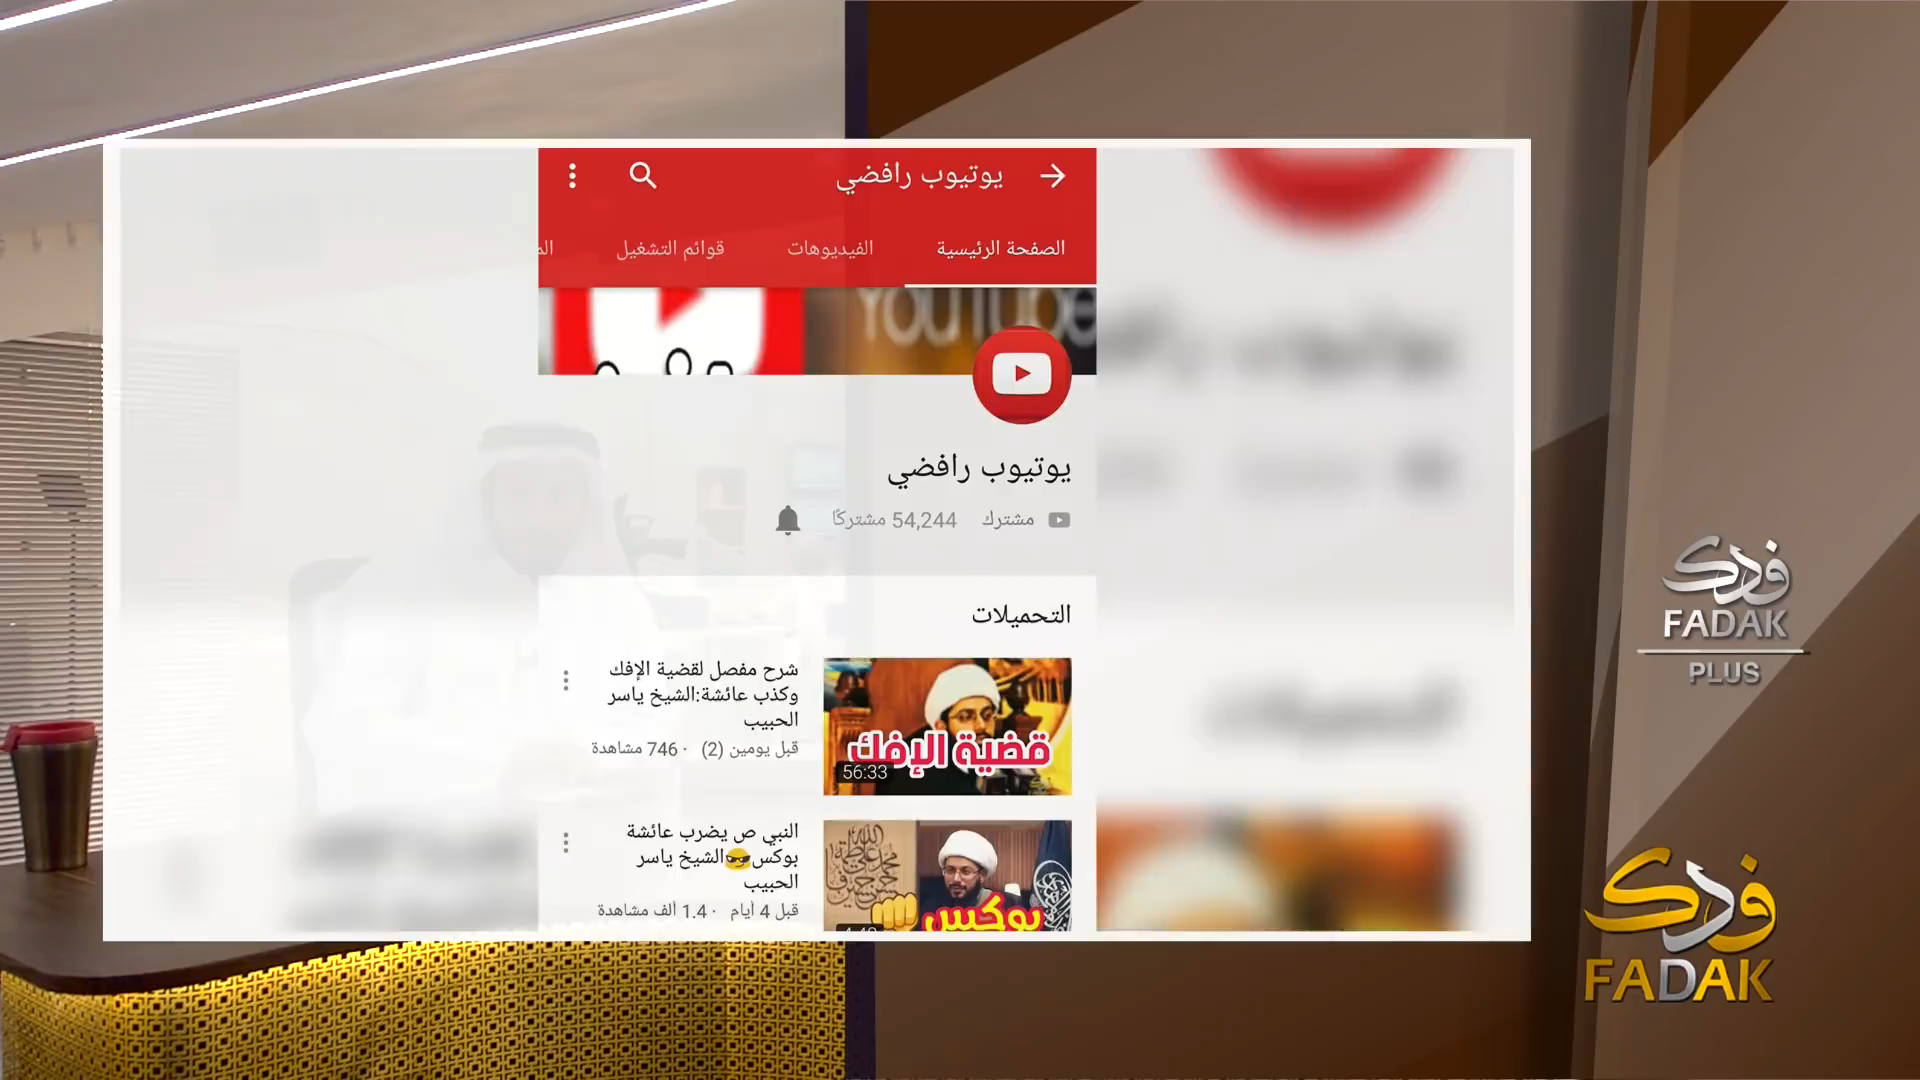 يوتيوب رافضي
الصفحة الرئيسية
الفيديوهات
قوائم التشغيل
YouTube
يوتيوب رافضي
مشترك 54,244 مشتركًا
التحميلات
شرح مفصل لقضية الإفك
وكذب عائشة:الشيخ ياسر
الحبيب
قبل يومين (2) · 746 مشاهدة
قضية الإفك
56:33
النبي ص يضرب عائشة
بوكس😎الشيخ ياسر
الحبيب
قبل 4 أيام · 1.4 ألف مشاهدة
بوكس
فدك
FADAK
PLUS
فدك
FADAK